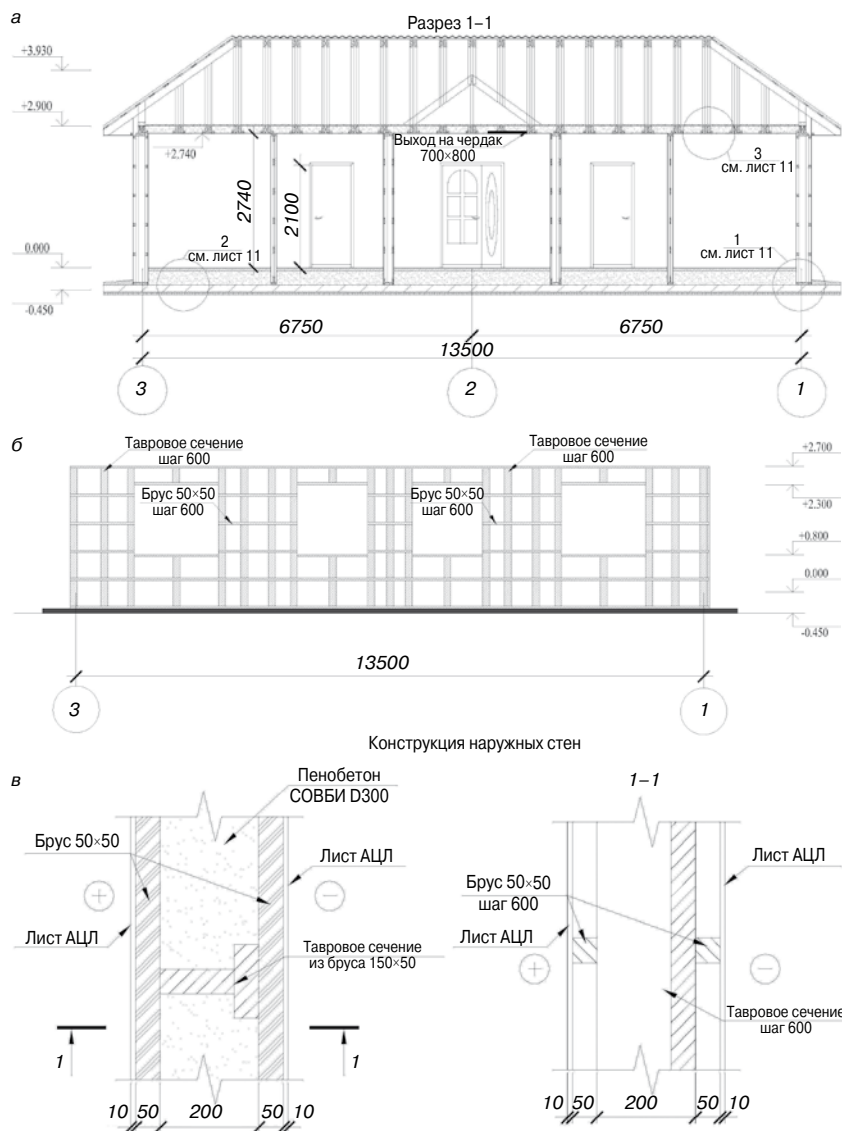 а
Разрез 1–1
+3.930
+2.900
+2.740
Выход на чердак
700×800
3
см. лист 11
2740
2100
0.000
2
см. лист 11
1
см. лист 11
-0.450
6750
6750
13500
3
2
1
б
Тавровое сечение
шаг 600
Тавровое сечение
шаг 600
+2.700
Брус 50×50
шаг 600
Брус 50×50
шаг 600
+2.300
+0.800
0.000
-0.450
13500
3
1
Конструкция наружных стен
в
Пенобетон
СОВБИ D300
1–1
Брус 50×50
Лист АЦЛ
Лист АЦЛ
Брус 50×50
шаг 600
Лист АЦЛ
Лист АЦЛ
Тавровое сечение
из бруса 150×50
Тавровое сечение
шаг 600
1
1
10
50
200
50
10
10
50
200
50
10